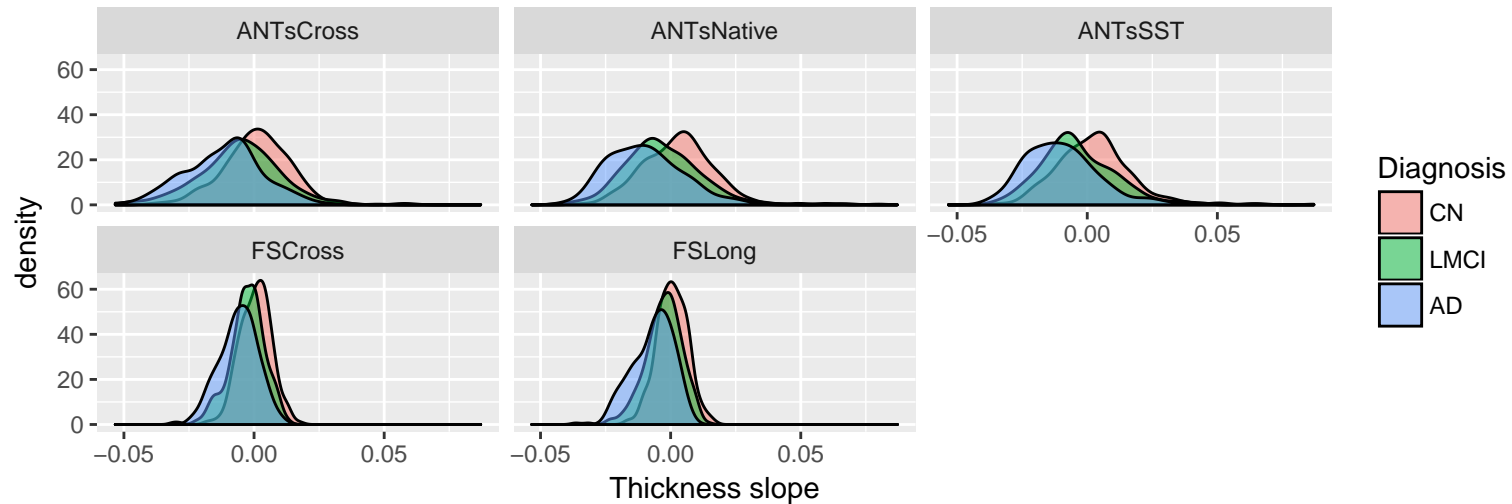 ANTsCross
ANTsNative
ANTsSST
60
40
20
0
−0.05
0.00
0.05
FSCross
FSLong
60
40
20
0
−0.05
0.00
0.05
−0.05
0.00
0.05
density
Thickness slope
Diagnosis
CN
LMCI
AD